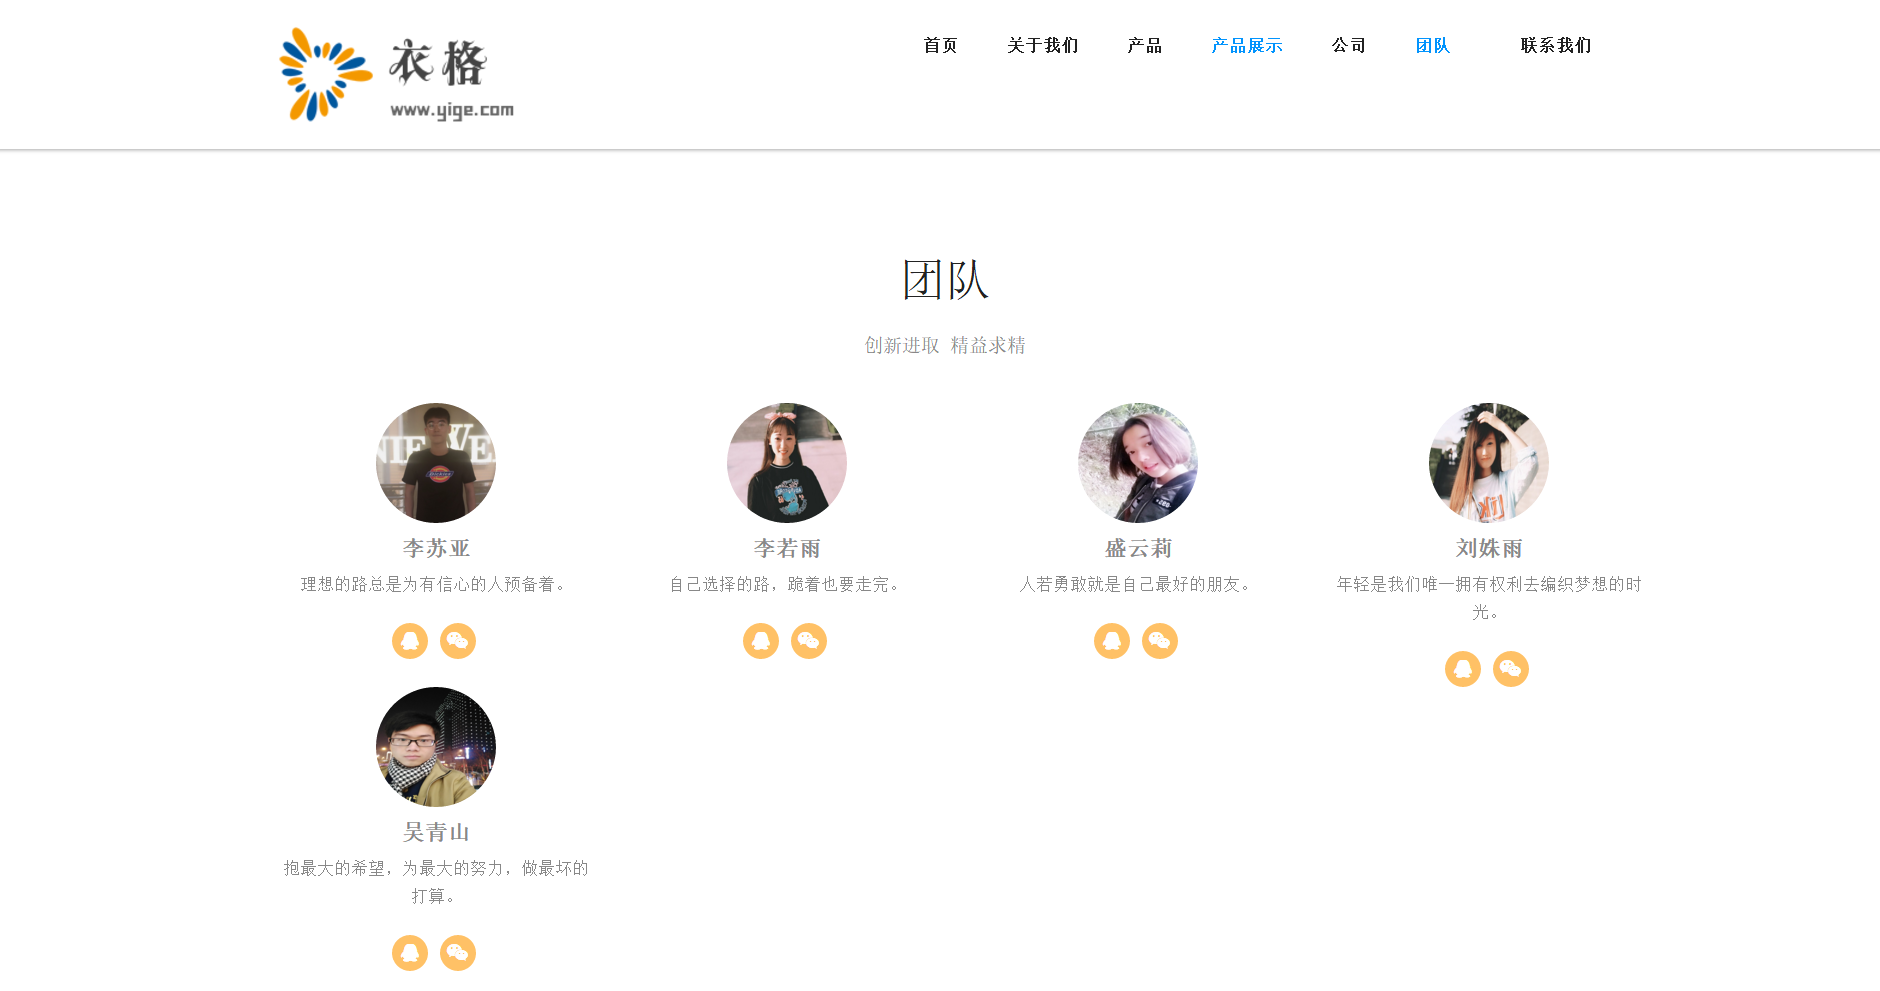 衣格
www.yige.com
首页 关于我们 产品 产品展示 公司 团队 联系我们
团队
创新进取 精益求精
李苏亚
理想的路总是为有信心的人预备着。
李若雨
自己选择的路，跪着也要走完。
盛云莉
人若勇敢就是自己最好的朋友。
刘姝雨
年轻是我们唯一拥有权利去编织梦想的时
光。
吴青山
抱最大的希望，为最大的努力，做最坏的
打算。